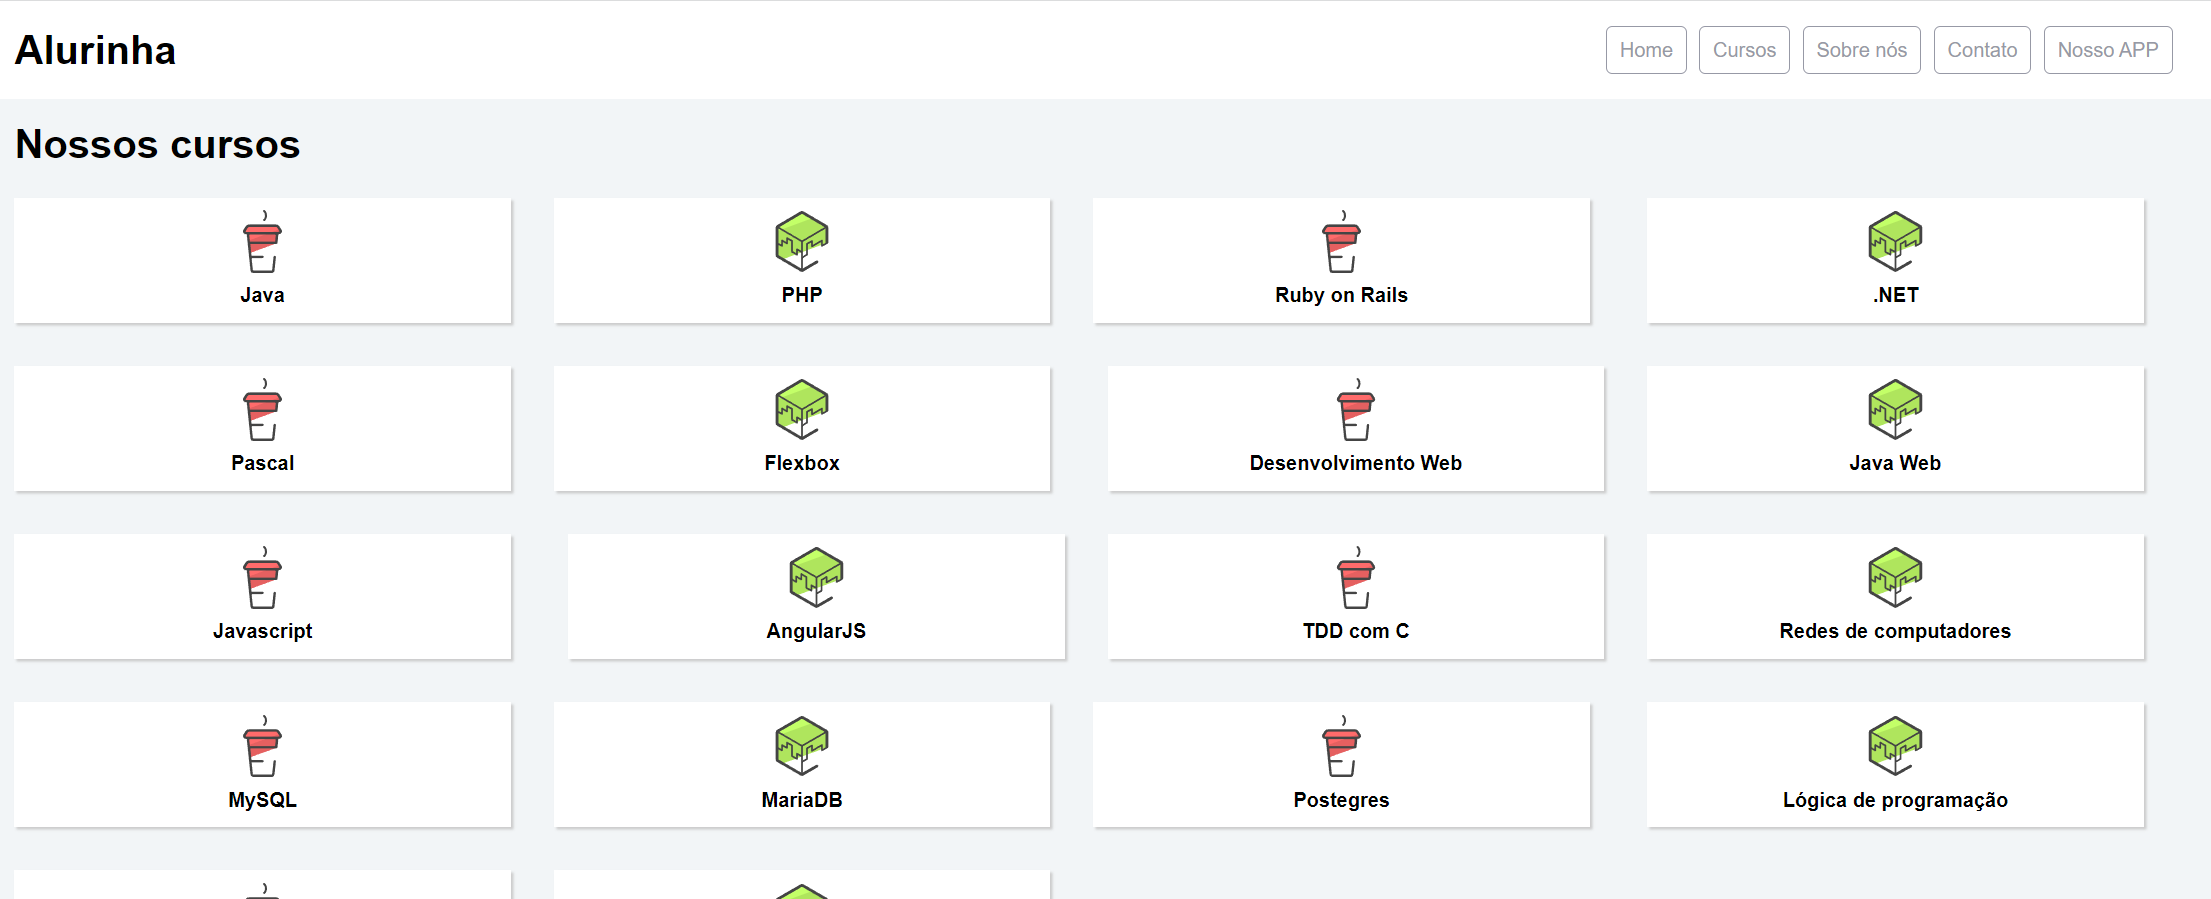 Alurinha
Home Cursos Sobre nós Contato Nosso APP
Nossos cursos
Java PHP Ruby on Rails .NET
Pascal Flexbox Desenvolvimento Web Java Web
Javascript AngularJS TDD com C Redes de computadores
MySQL MariaDB Postegres Lógica de programação